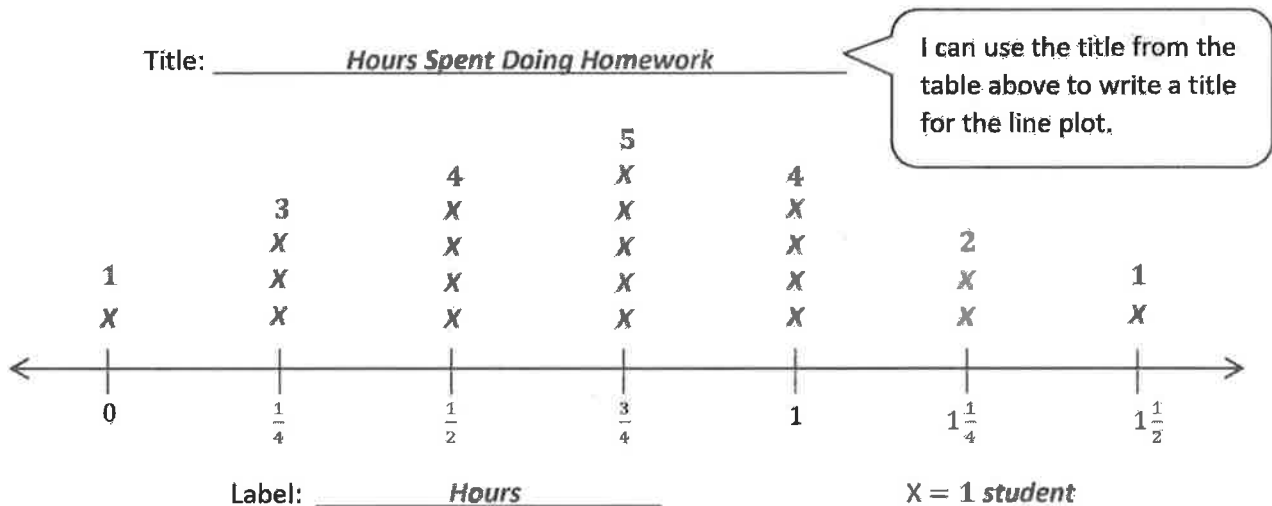 Title: Hours Spent Doing Homework
I can use the title from the
table above to write a title
for the line plot.
1 3 4 5 4 2 1
X X X X X X X
X X X X X
X X X X
X X X
X
0 1/4 1/2 3/4 1 1 1/4 1 1/2
Label: Hours
X = 1 student